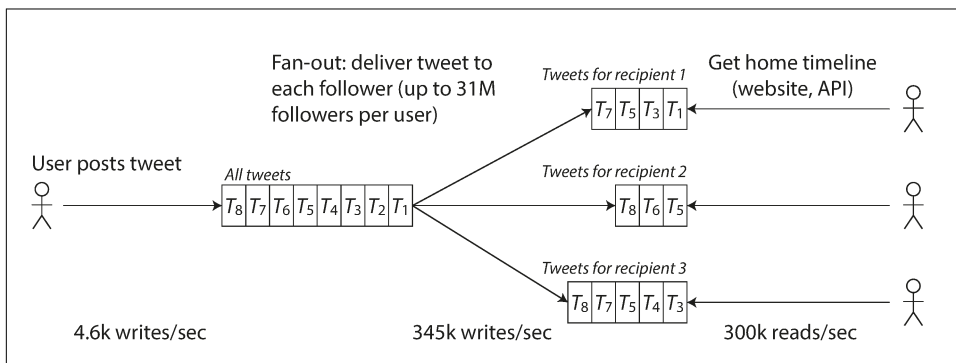 Fan-out: deliver tweet to
each follower (up to 31M
followers per user)
Tweets for recipient 1
T7 T5 T3 T1
Get home timeline
(website, API)
User posts tweet
All tweets
T8 T7 T6 T5 T4 T3 T2 T1
Tweets for recipient 2
T8 T6 T5
Tweets for recipient 3
T8 T7 T5 T4 T3
4.6k writes/sec
345k writes/sec
300k reads/sec